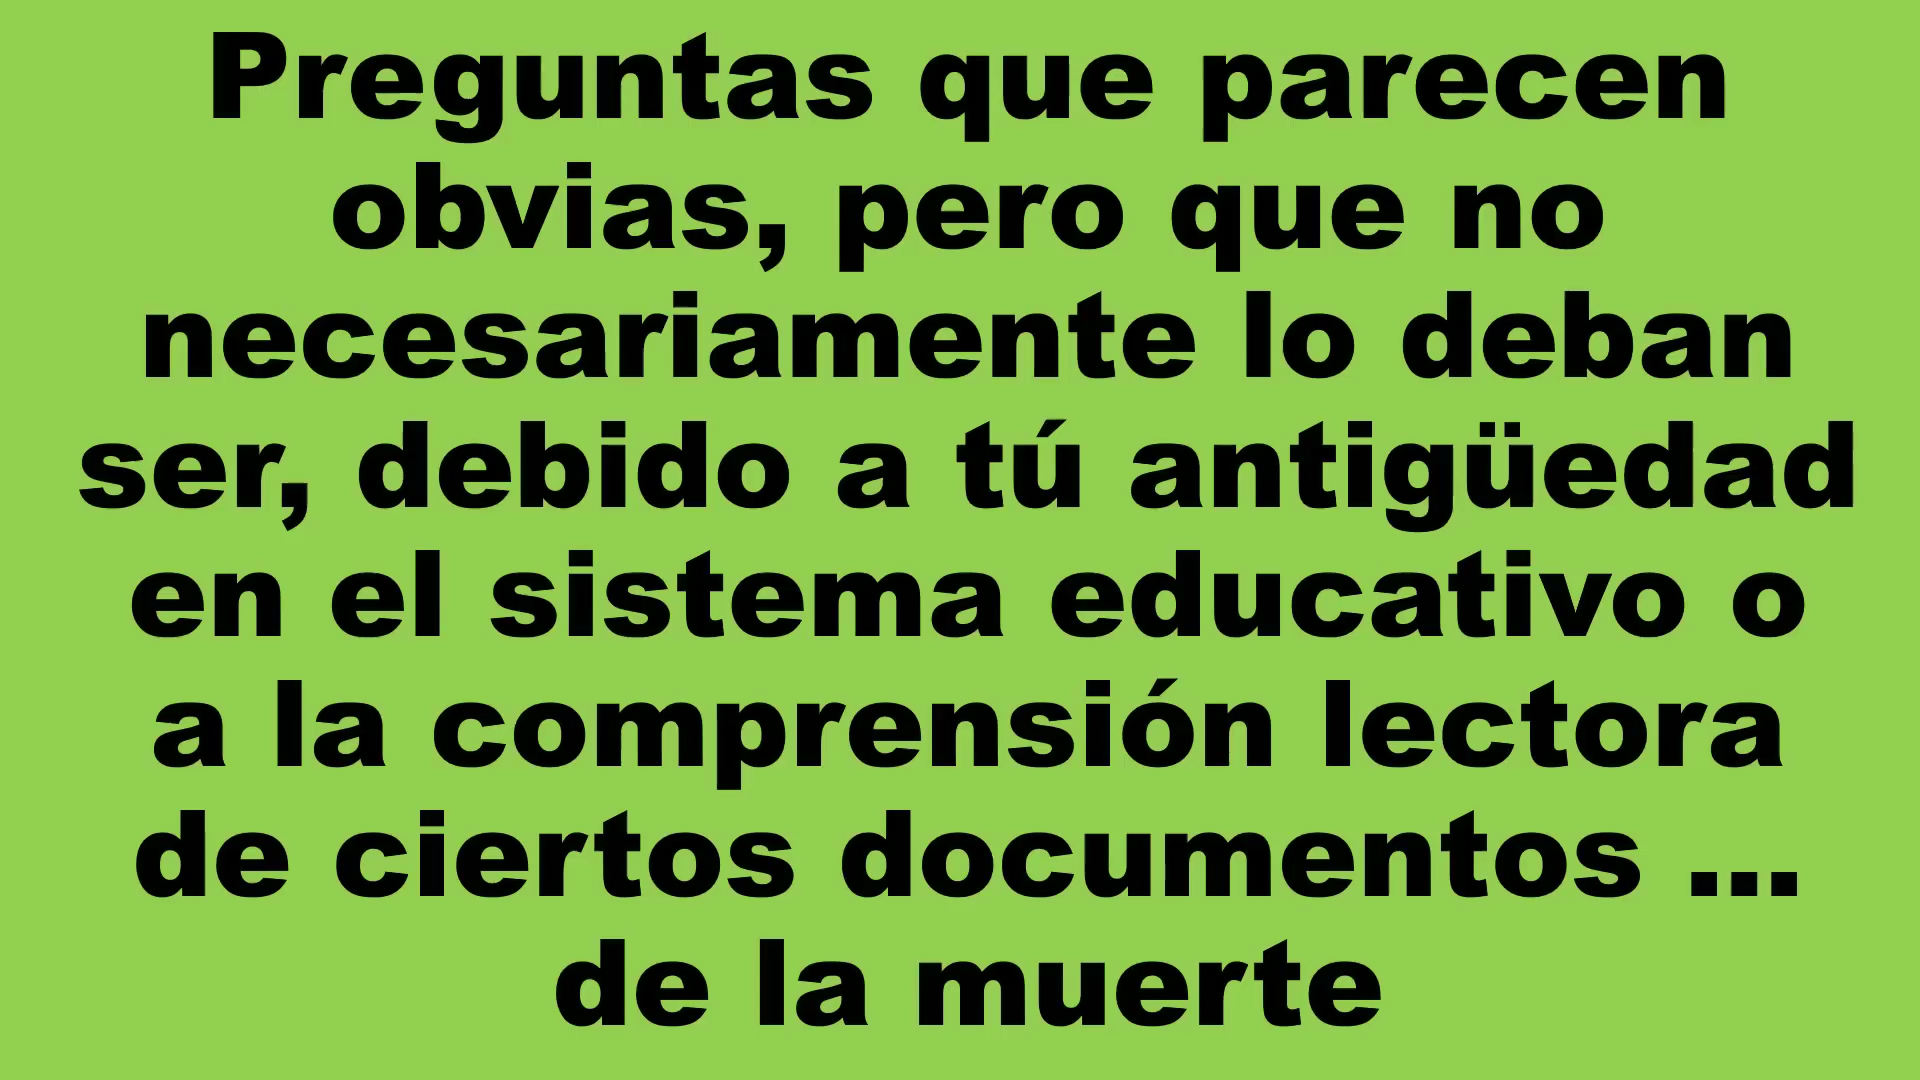 Preguntas que parecen
obvias, pero que no
necesariamente lo deban
ser, debido a tú antigüedad
en el sistema educativo o
a la comprensión lectora
de ciertos documentos ...
de la muerte